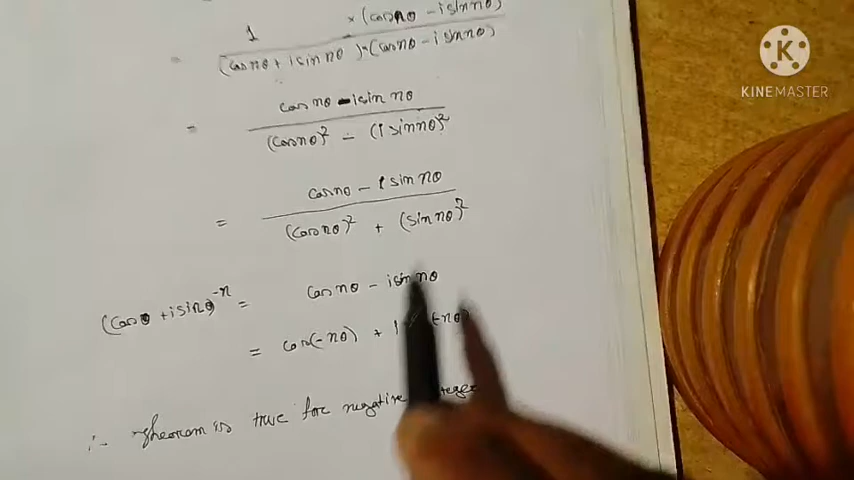 1 × (cos nθ - i sin nθ)
= (cos nθ + i sin nθ) × (cos nθ - i sin nθ)
KINEMASTER
cos nθ - i sin nθ
= (cos nθ)² - (i sin nθ)²
cos nθ - i sin nθ
= (cos nθ)² + (sin nθ)²
(cos θ + i sin θ)^-n = cos nθ - i sin nθ
= cos(-nθ) + i (-nθ)
∴ Theorem is true for negative